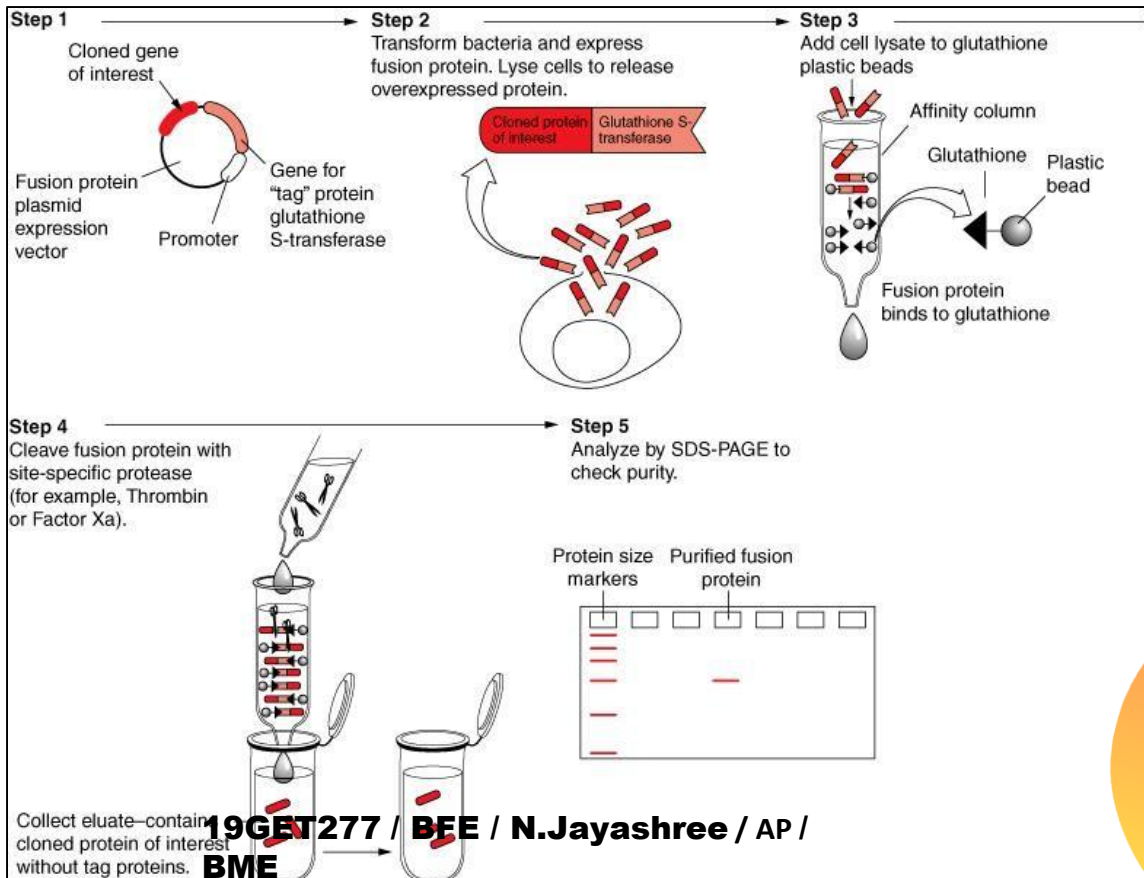 Step 1
Cloned gene
of interest
Fusion protein
plasmid
expression
vector
Promoter
Gene for
“tag” protein
glutathione
S-transferase
Step 2
Transform bacteria and express
fusion protein. Lyse cells to release
overexpressed protein.
Cloned protein
of interest
Glutathione S-
transferase
Step 3
Add cell lysate to glutathione
plastic beads
Affinity column
Glutathione
Plastic
bead
Fusion protein
binds to glutathione
Step 4
Cleave fusion protein with
site-specific protease
(for example, Thrombin
or Factor Xa).
Collect eluate–contain
cloned protein of interest
without tag proteins.
Step 5
Analyze by SDS-PAGE to
check purity.
Protein size
markers
Purified fusion
protein
19GET277 / BFE / N.Jayashree / AP /
BME